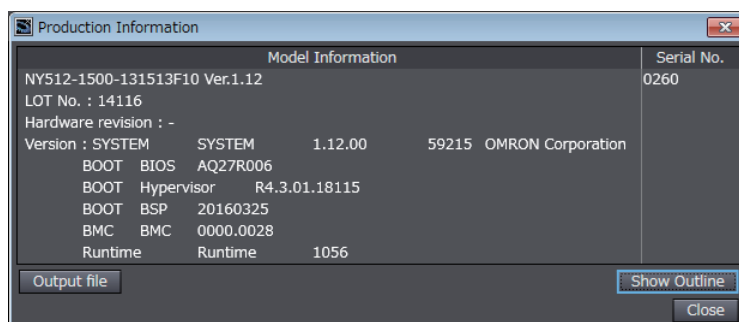 Production Information
Model Information Serial No.
NY512-1500-131513F10 Ver.1.12 0260
LOT No. : 14116
Hardware revision : -
Version : SYSTEM SYSTEM 1.12.00 59215 OMRON Corporation
BOOT BIOS AQ27R006
BOOT Hypervisor R4.3.01.18115
BOOT BSP 20160325
BMC BMC 0000.0028
Runtime Runtime 1056
Output file Show Outline
Close